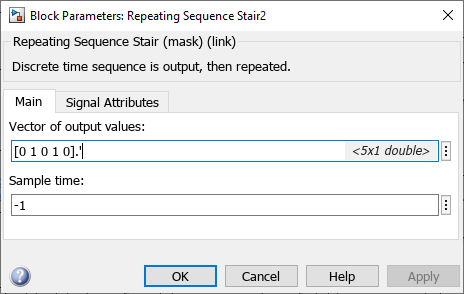 Block Parameters: Repeating Sequence Stair2
Repeating Sequence Stair (mask) (link)
Discrete time sequence is output, then repeated.
Main Signal Attributes
Vector of output values:
[0 1 0 1 0].' <5x1 double>
Sample time:
-1
OK Cancel Help Apply